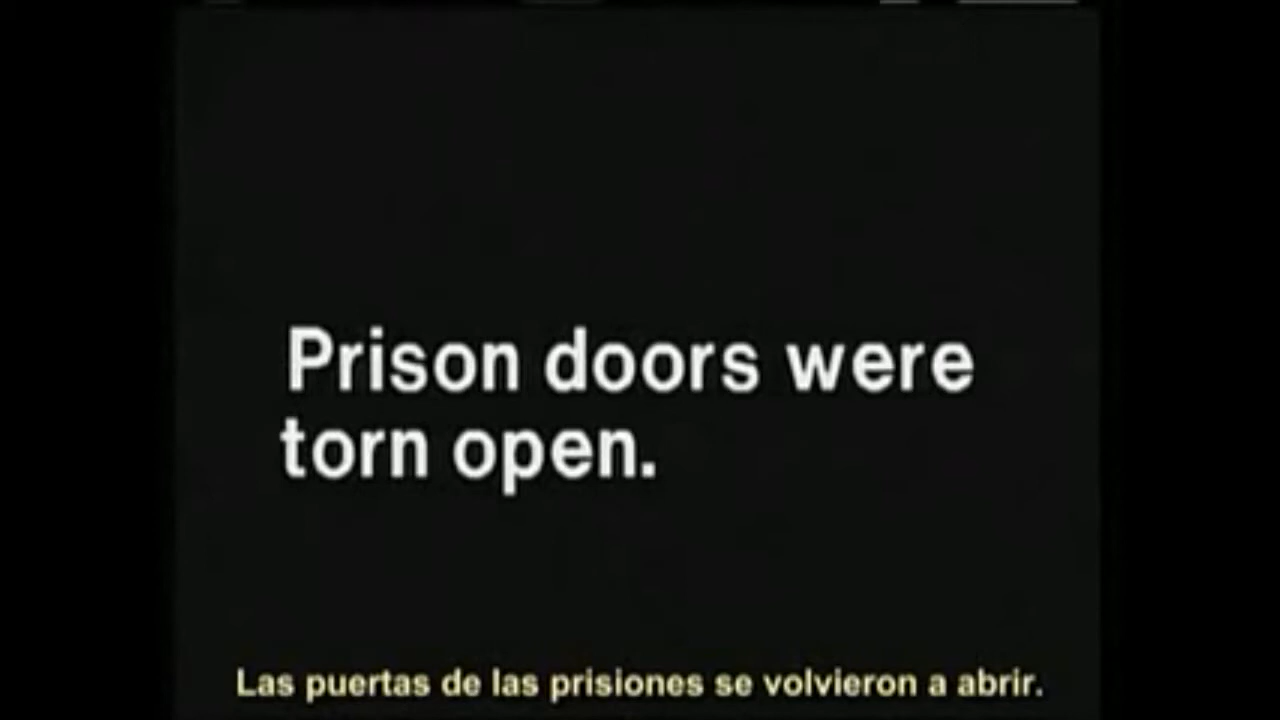 Prison doors were
torn open.
Las puertas de las prisiones se volvieron a abrir.